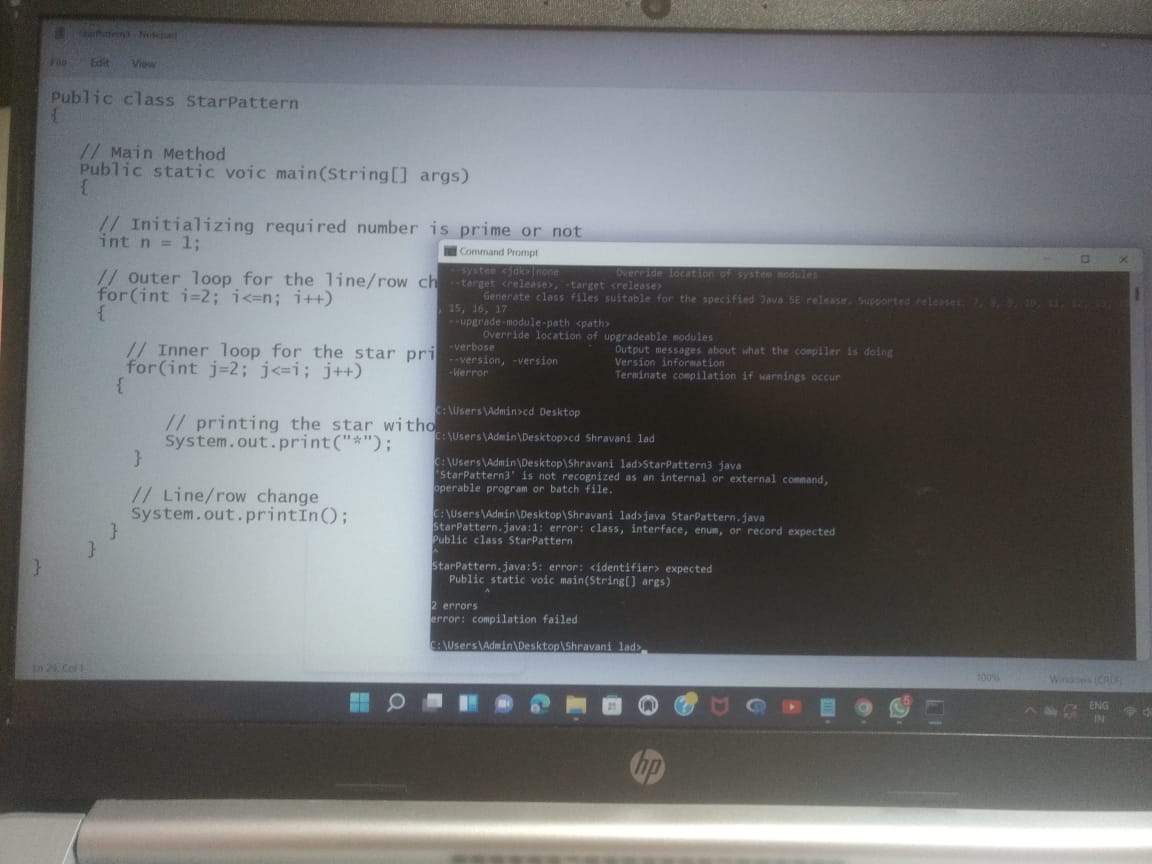 StarPattern3 - Notepad
File Edit View
Public class StarPattern
{
// Main Method
Public static voic main(String[] args)
{
// Initializing required number is prime or not
int n = 1;
// Outer loop for the line/row ch
for(int i=2; i<=n; i++)
{
// Inner loop for the star pri
for(int j=2; j<=i; j++)
{
// printing the star witho
System.out.print("*");
}
// Line/row change
System.out.printIn();
}
}
}
Ln 29, Col 1
100%
Windows (CRLF)
Command Prompt
--system <jdk>|none Override location of system modules
--target <release>, -target <release>
Generate class files suitable for the specified Java SE release. Supported releases: 7, 8, 9, 10, 11, 12, 13,
, 15, 16, 17
--upgrade-module-path <path>
Override location of upgradeable modules
-verbose Output messages about what the compiler is doing
--version, -version Version information
-Werror Terminate compilation if warnings occur
C:\Users\Admin>cd Desktop
C:\Users\Admin\Desktop>cd Shravani lad
C:\Users\Admin\Desktop\Shravani lad>StarPattern3 java
'StarPattern3' is not recognized as an internal or external command,
operable program or batch file.
C:\Users\Admin\Desktop\Shravani lad>java StarPattern.java
StarPattern.java:1: error: class, interface, enum, or record expected
Public class StarPattern
^
StarPattern.java:5: error: <identifier> expected
Public static voic main(String[] args)
^
2 errors
error: compilation failed
C:\Users\Admin\Desktop\Shravani lad>
5
ENG
IN
hp